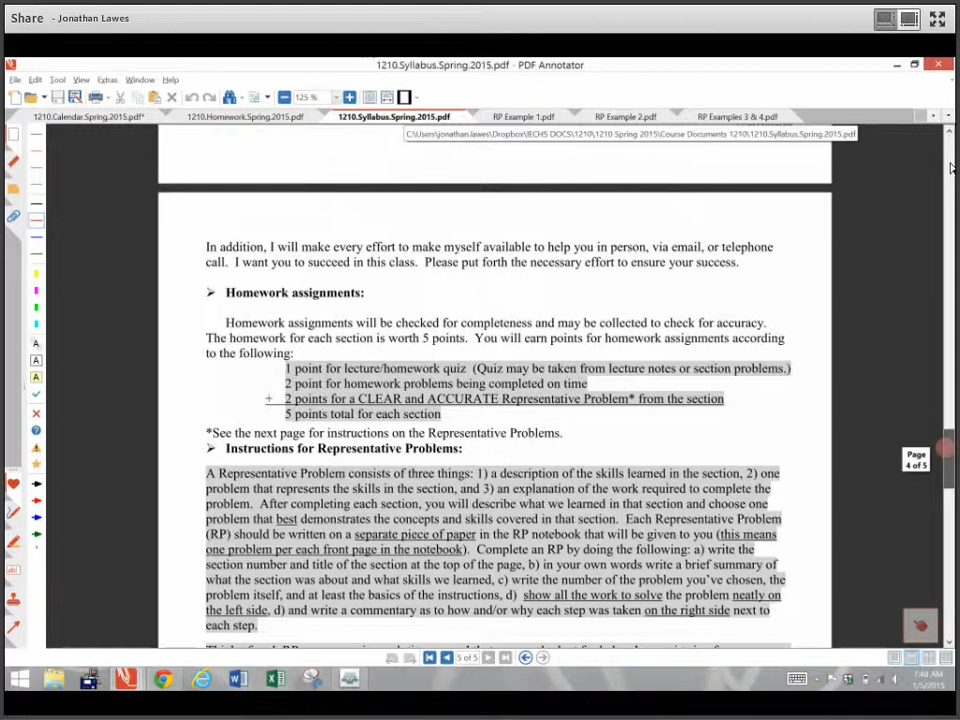 Share - Jonathan Lawes
1210.Syllabus.Spring.2015.pdf - PDF Annotator
File Edit Tool View Extras Window Help
125 %
1210.Calendar.Spring.2015.pdf* 1210.Homework.Spring.2015.pdf 1210.Syllabus.Spring.2015.pdf RP Example 1.pdf RP Example 2.pdf RP Examples 3 & 4.pdf
C:\Users\jonathan.lawes\Dropbox\IECHS DOCS\1210\1210 Spring 2015\Course Documents 1210\1210.Syllabus.Spring.2015.pdf
In addition, I will make every effort to make myself available to help you in person, via email, or telephone
call. I want you to succeed in this class. Please put forth the necessary effort to ensure your success.
➢ Homework assignments:
Homework assignments will be checked for completeness and may be collected to check for accuracy.
The homework for each section is worth 5 points. You will earn points for homework assignments according
to the following:
1 point for lecture/homework quiz (Quiz may be taken from lecture notes or section problems.)
2 point for homework problems being completed on time
+ 2 points for a CLEAR and ACCURATE Representative Problem* from the section
5 points total for each section
*See the next page for instructions on the Representative Problems.
➢ Instructions for Representative Problems:
A Representative Problem consists of three things: 1) a description of the skills learned in the section, 2) one
problem that represents the skills in the section, and 3) an explanation of the work required to complete the
problem. After completing each section, you will describe what we learned in that section and choose one
problem that best demonstrates the concepts and skills covered in that section. Each Representative Problem
(RP) should be written on a separate piece of paper in the RP notebook that will be given to you (this means
one problem per each front page in the notebook). Complete an RP by doing the following: a) write the
section number and title of the section at the top of the page, b) in your own words write a brief summary of
what the section was about and what skills we learned, c) write the number of the problem you've chosen, the
problem itself, and at least the basics of the instructions, d) show all the work to solve the problem neatly on
the left side, d) and write a commentary as to how and/or why each step was taken on the right side next to
each step.
Page
4 of 5
5 of 5
7:48 AM
1/5/2015